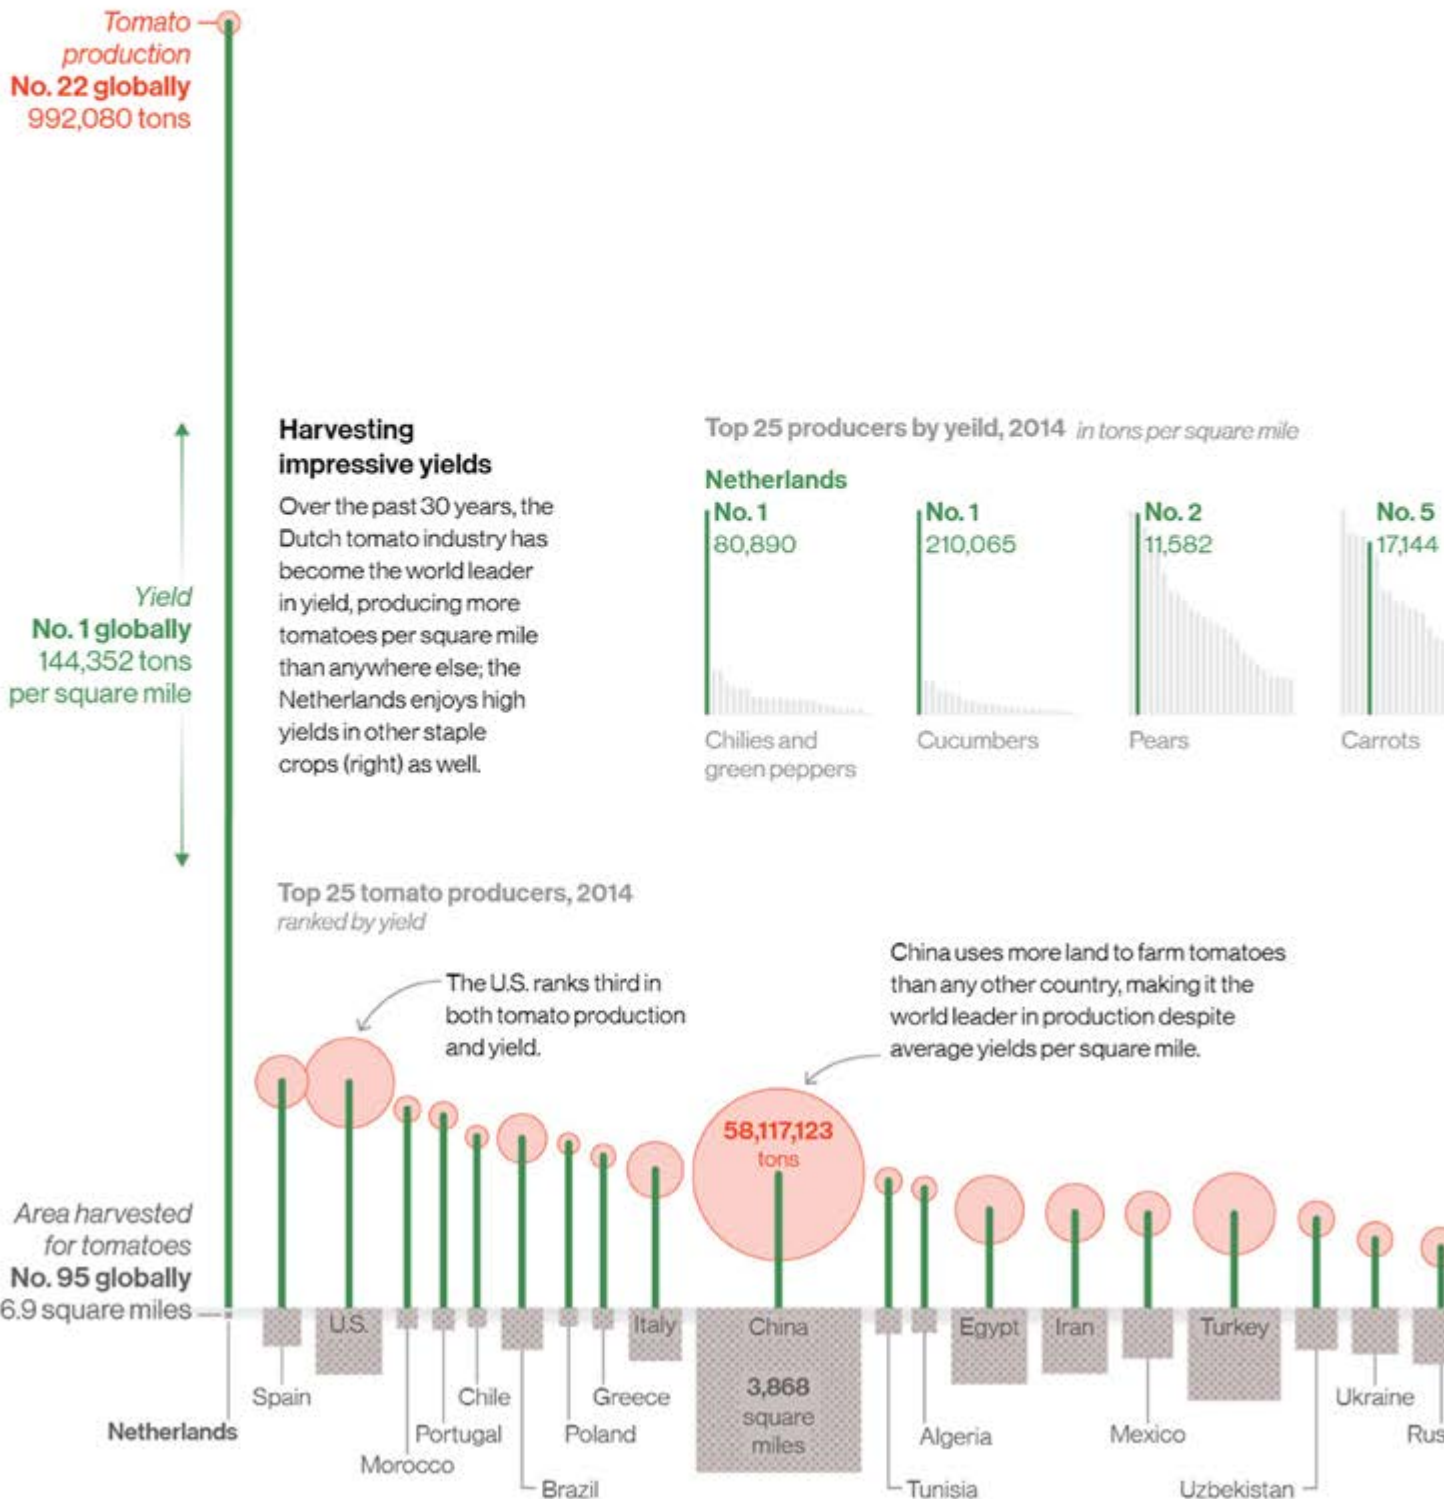 Tomato
production
No. 22 globally
992,080 tons
Harvesting
impressive yields
Over the past 30 years, the
Dutch tomato industry has
become the world leader
in yield, producing more
tomatoes per square mile
than anywhere else; the
Netherlands enjoys high
yields in other staple
crops (right) as well.
Top 25 producers by yeild, 2014 in tons per square mile
Netherlands
No. 1
80,890
Chilies and
green peppers
No. 1
210,065
Cucumbers
No. 2
11,582
Pears
No. 5
17,144
Carrots
Yield
No. 1 globally
144,352 tons
per square mile
Top 25 tomato producers, 2014
ranked by yield
The U.S. ranks third in
both tomato production
and yield.
China uses more land to farm tomatoes
than any other country, making it the
world leader in production despite
average yields per square mile.
58,117,123
tons
Area harvested
for tomatoes
No. 95 globally
6.9 square miles
Netherlands
Spain
U.S.
Morocco
Portugal
Chile
Brazil
Poland
Greece
Italy
China
3,868
square
miles
Tunisia
Algeria
Egypt
Iran
Mexico
Turkey
Uzbekistan
Ukraine
Rus